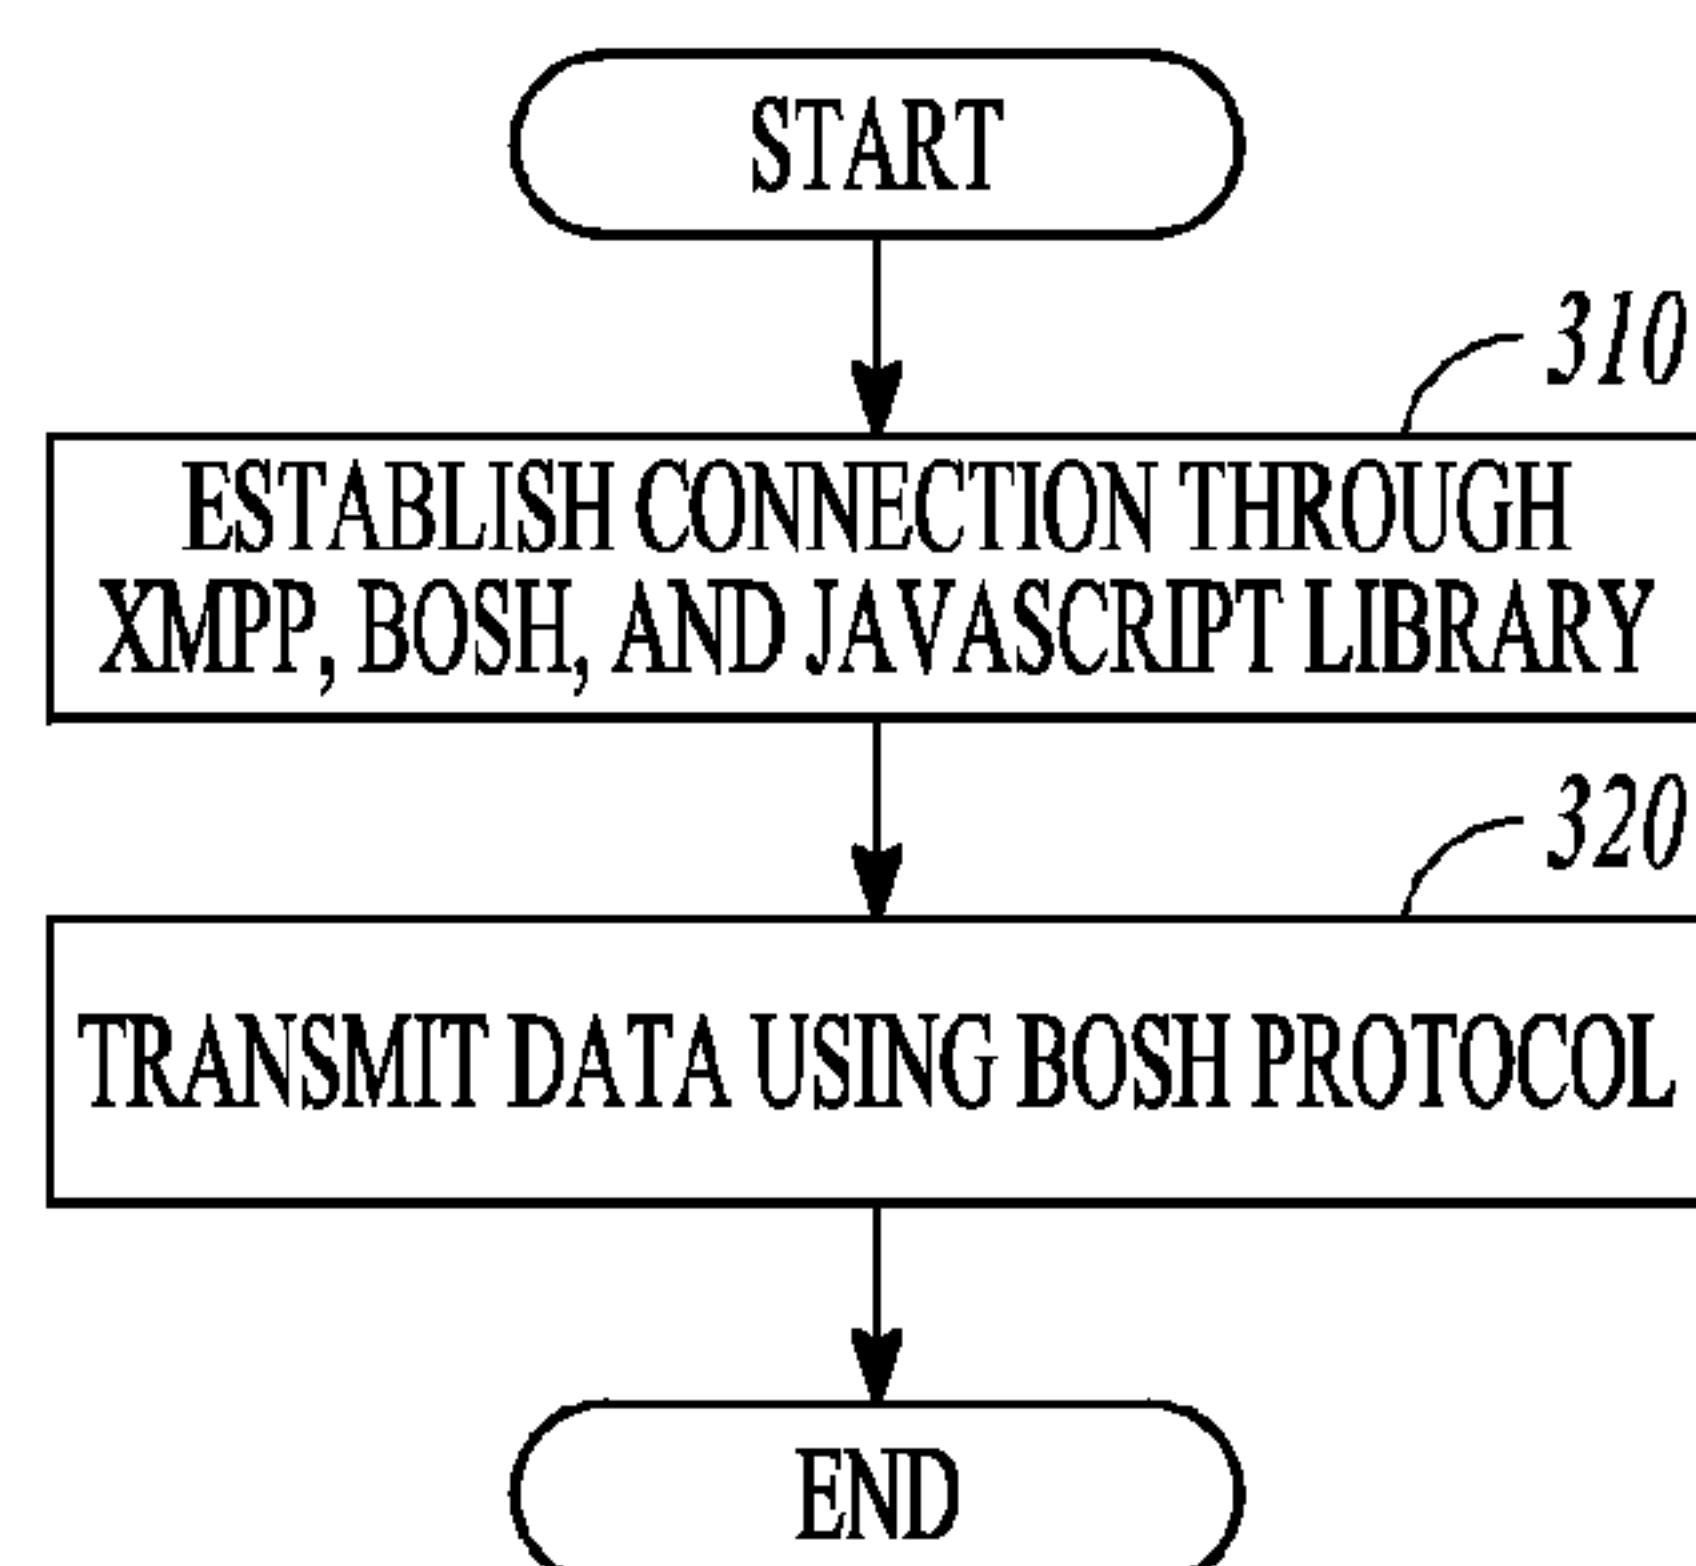 START
310
ESTABLISH CONNECTION THROUGH
XMPP, BOSH, AND JAVASCRIPT LIBRARY
320
TRANSMIT DATA USING BOSH PROTOCOL
END